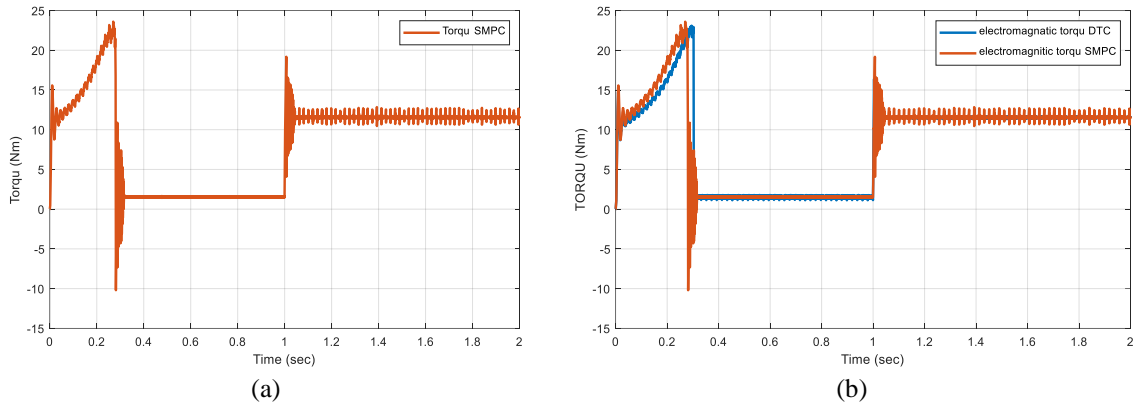 25
20
15
10
5
0
-5
-10
-15
Torqu (Nm)
0 0.2 0.4 0.6 0.8 1 1.2 1.4 1.6 1.8 2
Time (sec)
Torqu SMPC
(a)
25
20
15
10
5
0
-5
-10
-15
TORQU (Nm)
0 0.2 0.4 0.6 0.8 1 1.2 1.4 1.6 1.8 2
Time (sec)
electromagnatic torqu DTC
electromagnitic torqu SMPC
(b)